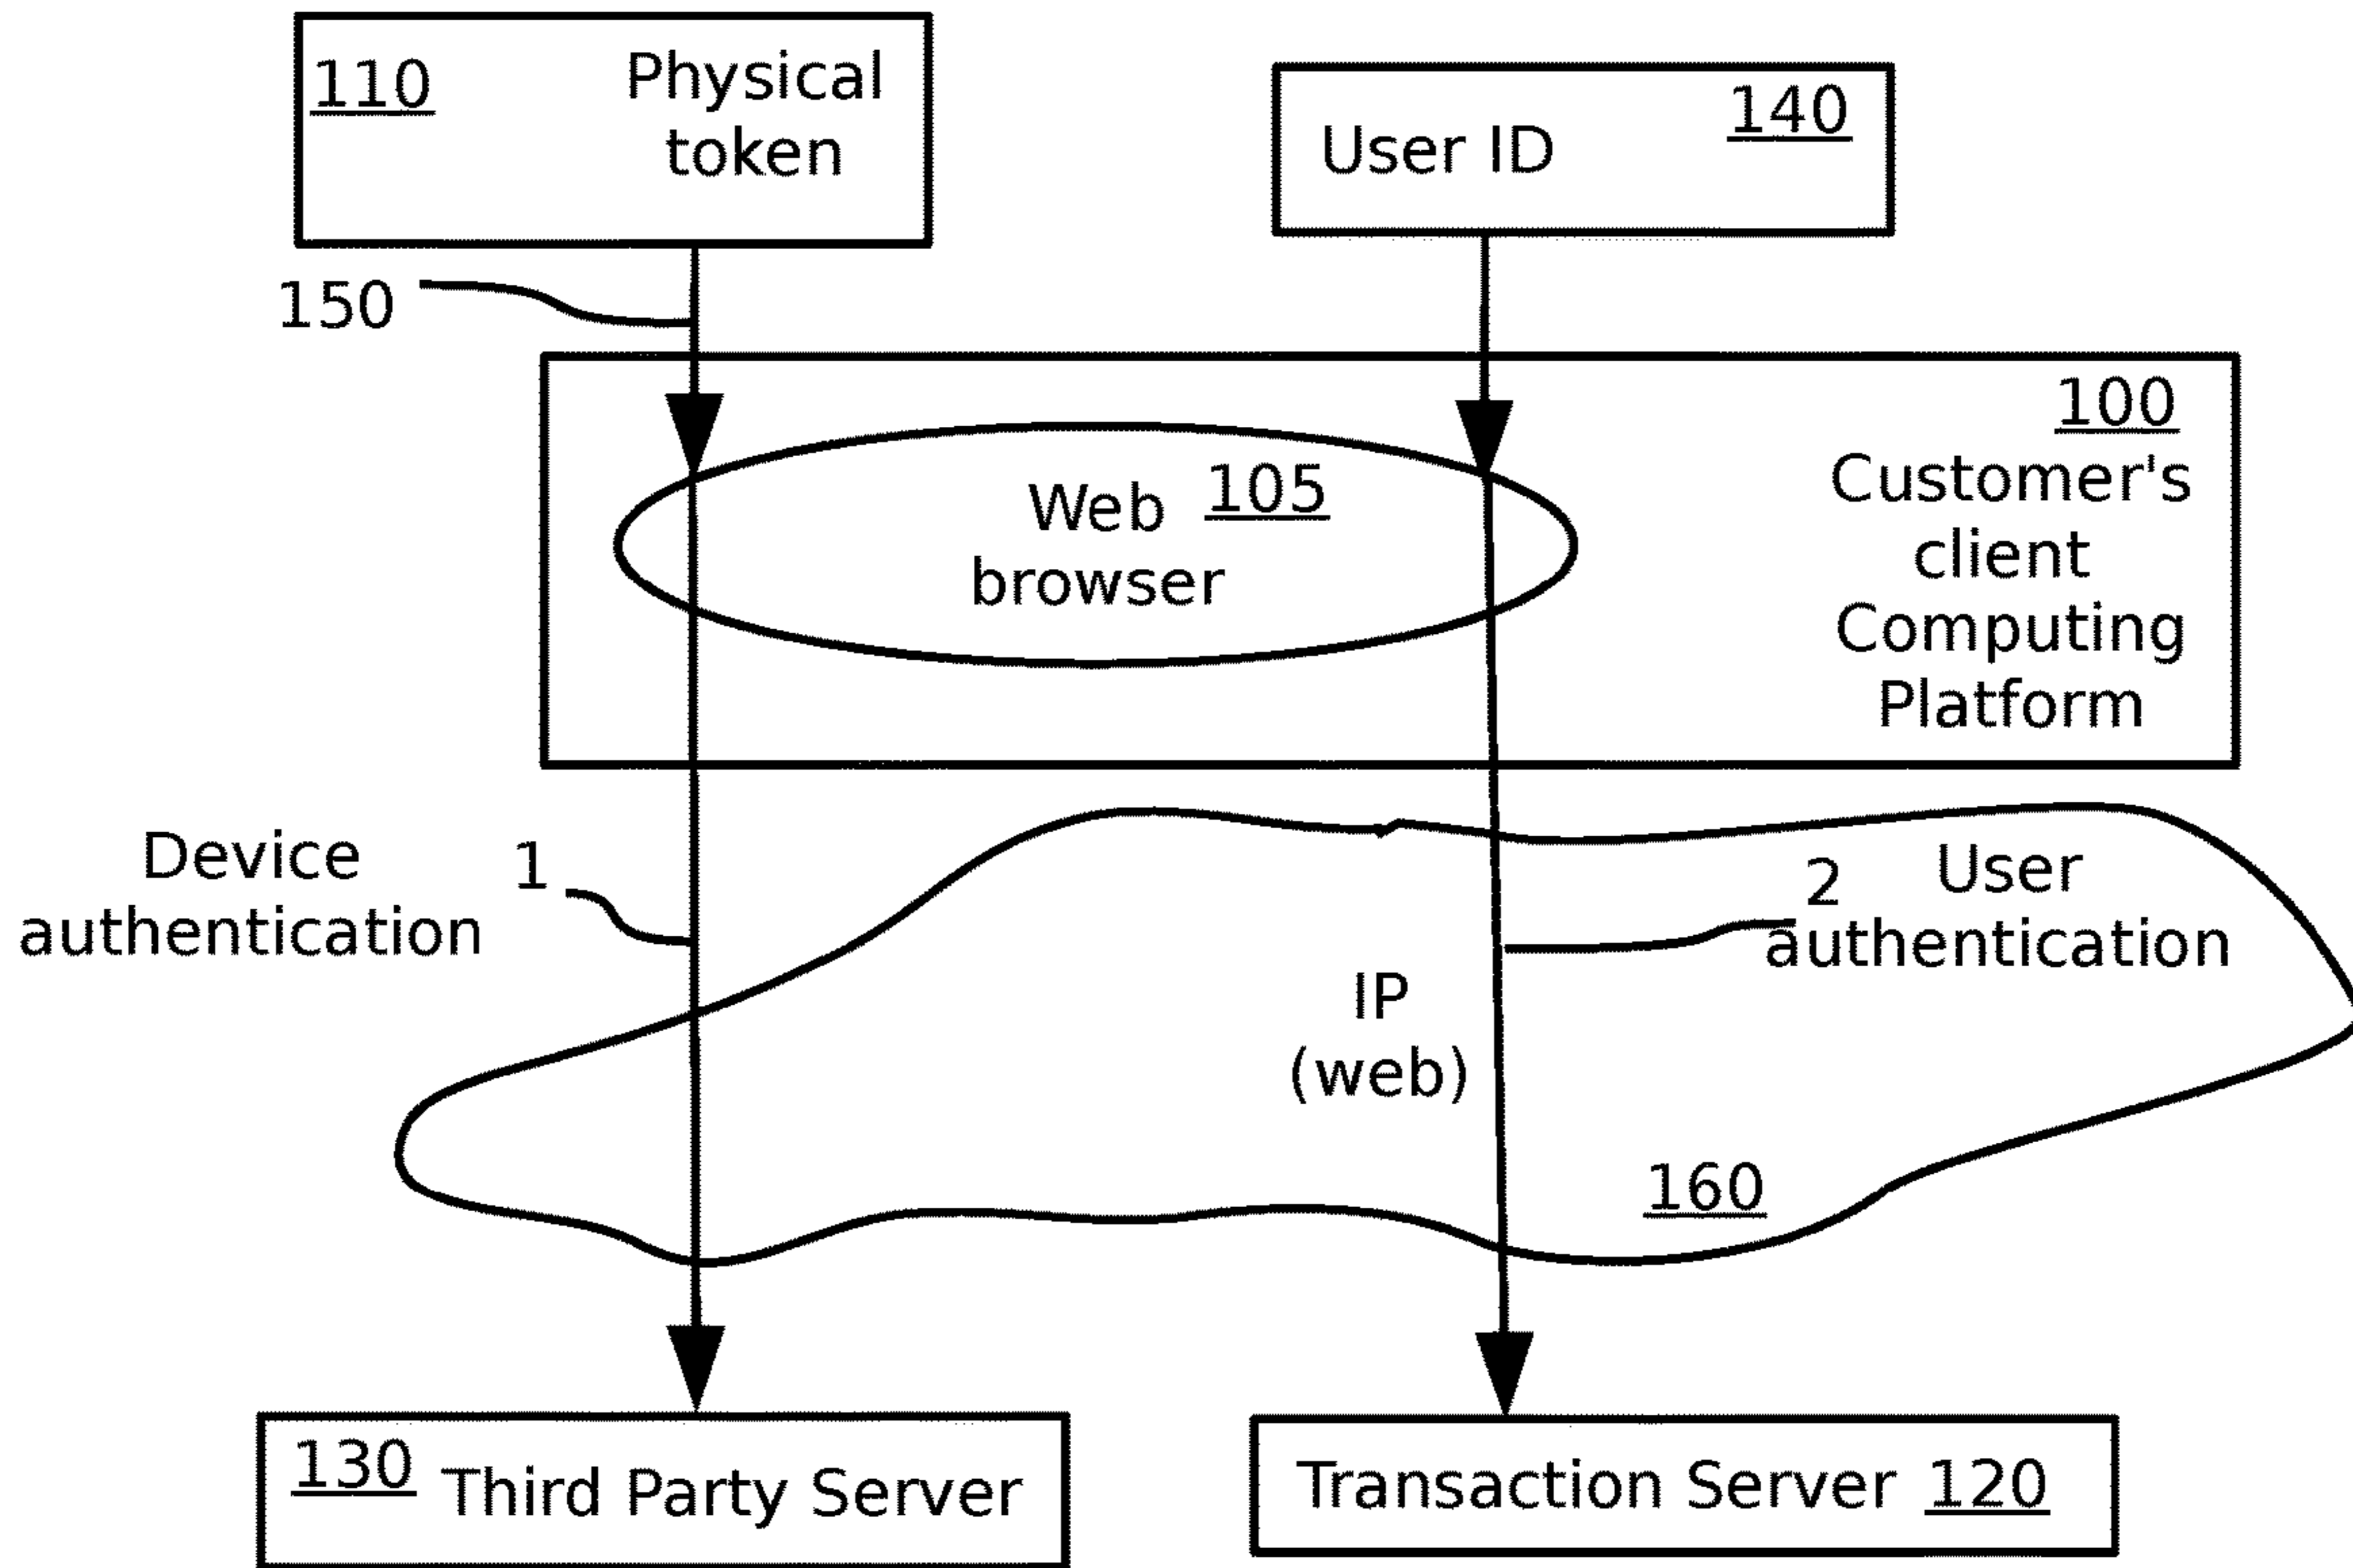 110 Physical
token
User ID 140
150
100
Customer's
client
Computing
Platform
Web 105
browser
Device
authentication
1
2 User
authentication
IP
(web)
160
130 Third Party Server
Transaction Server 120